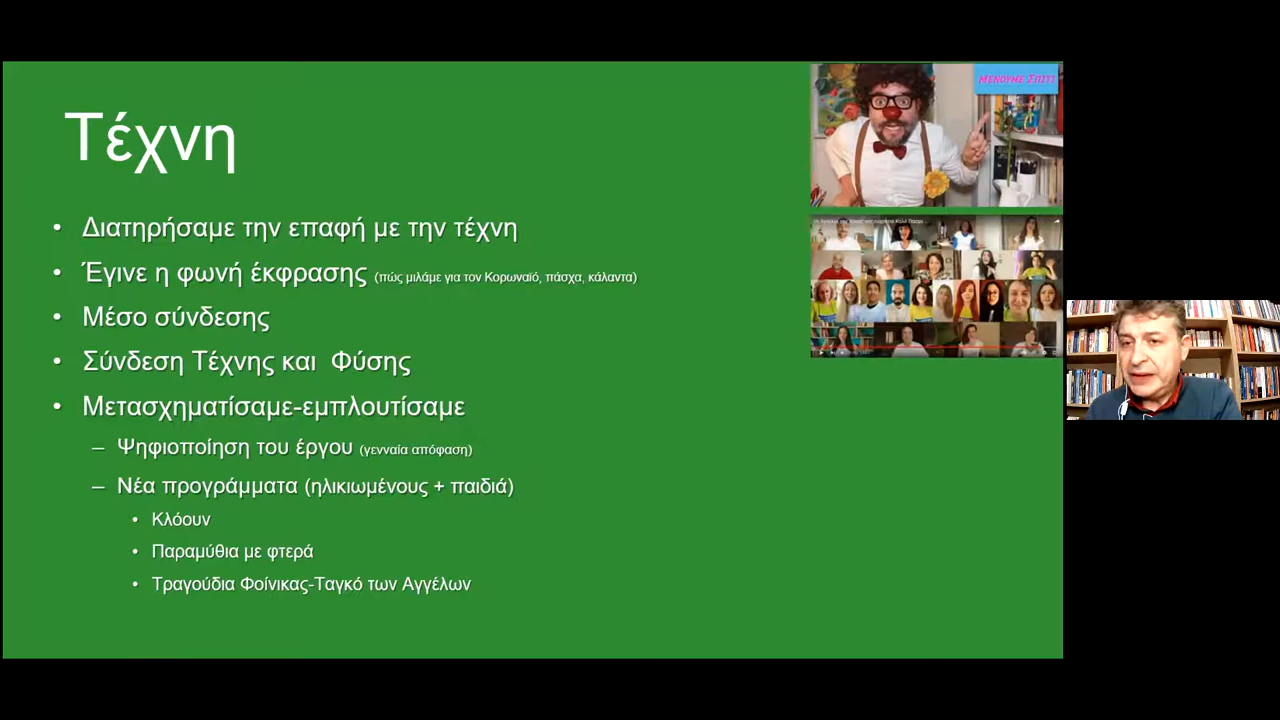 ΜΕΝΟΥΜΕ ΣΠΙΤΙ
Τέχνη
• Διατηρήσαμε την επαφή με την τέχνη
• Έγινε η φωνή έκφρασης (πώς μιλάμε για τον Κορωναϊό, πάσχα, κάλαντα)
• Μέσο σύνδεσης
• Σύνδεση Τέχνης και Φύσης
• Μετασχηματίσαμε-εμπλουτίσαμε
– Ψηφιοποίηση του έργου (γενναία απόφαση)
– Νέα προγράμματα (ηλικιωμένους + παιδιά)
• Κλόουν
• Παραμύθια με φτερά
• Τραγούδια Φοίνικας-Ταγκό των Αγγέλων